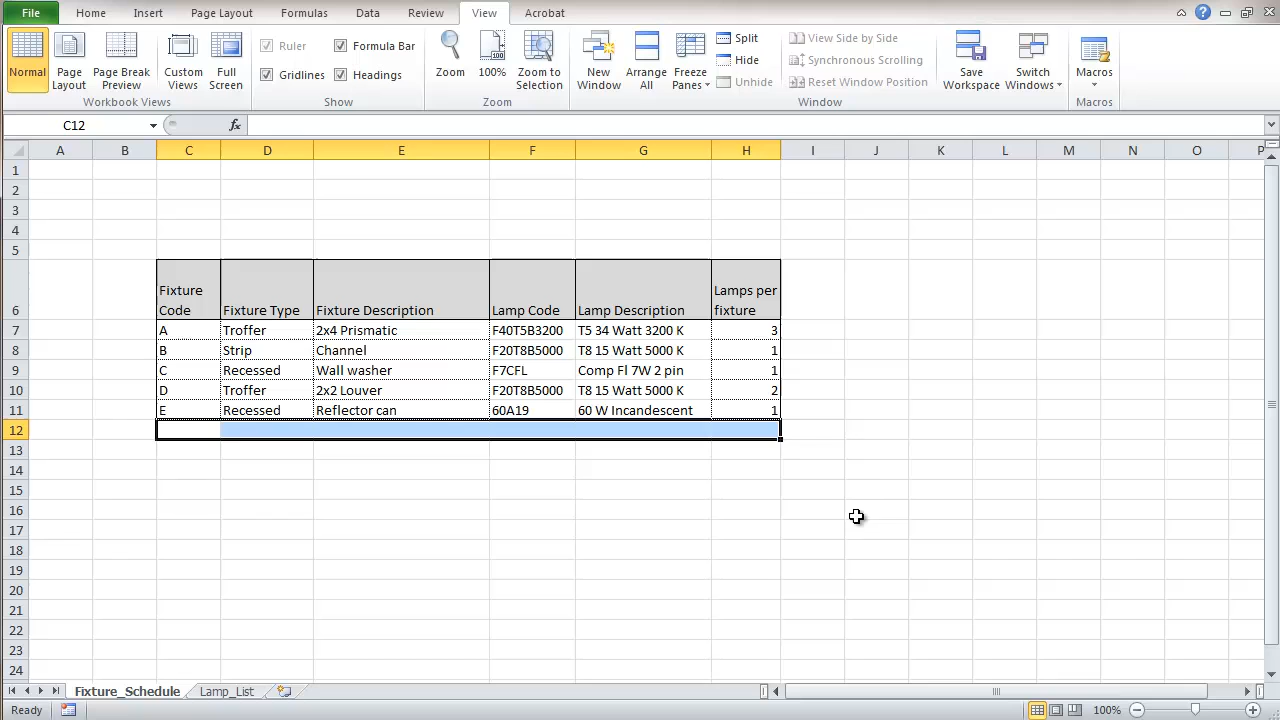 File Home Insert Page Layout Formulas Data Review View Acrobat
Normal Page Layout Page Break Preview Custom Views Full Screen
Workbook Views
Ruler Formula Bar
Gridlines Headings
Show
Zoom 100% Zoom to Selection
Zoom
New Window Arrange All Freeze Panes
Split
Hide
Unhide
View Side by Side
Synchronous Scrolling
Reset Window Position
Save Workspace Switch Windows
Window
Macros
Macros
C12 fx
A B C D E F G H I J K L M N O P
1
2
3
4
5
6 Fixture Code Fixture Type Fixture Description Lamp Code Lamp Description Lamps per fixture
7 A Troffer 2x4 Prismatic F40T5B3200 T5 34 Watt 3200 K 3
8 B Strip Channel F20T8B5000 T8 15 Watt 5000 K 1
9 C Recessed Wall washer F7CFL Comp Fl 7W 2 pin 1
10 D Troffer 2x2 Louver F20T8B5000 T8 15 Watt 5000 K 2
11 E Recessed Reflector can 60A19 60 W Incandescent 1
12
13
14
15
16
17
18
19
20
21
22
23
24
Fixture_Schedule Lamp_List
Ready 100%